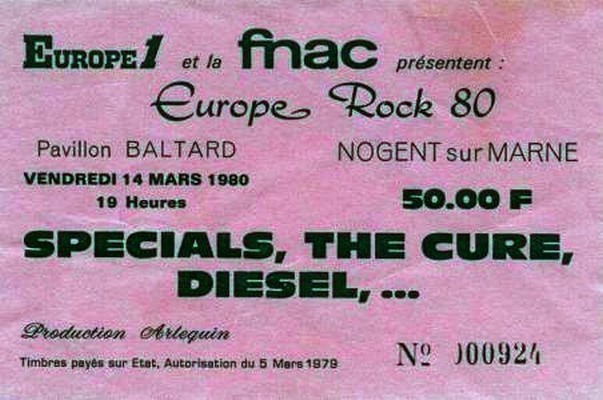 EUROPE 1 et la fnac présentent :
Europe Rock 80
Pavillon BALTARD NOGENT sur MARNE
VENDREDI 14 MARS 1980
19 Heures 50.00 F
SPECIALS, THE CURE,
DIESEL, ...
Production Arlequin
Timbres payés sur Etat, Autorisation du 5 Mars 1979
Nº 000924